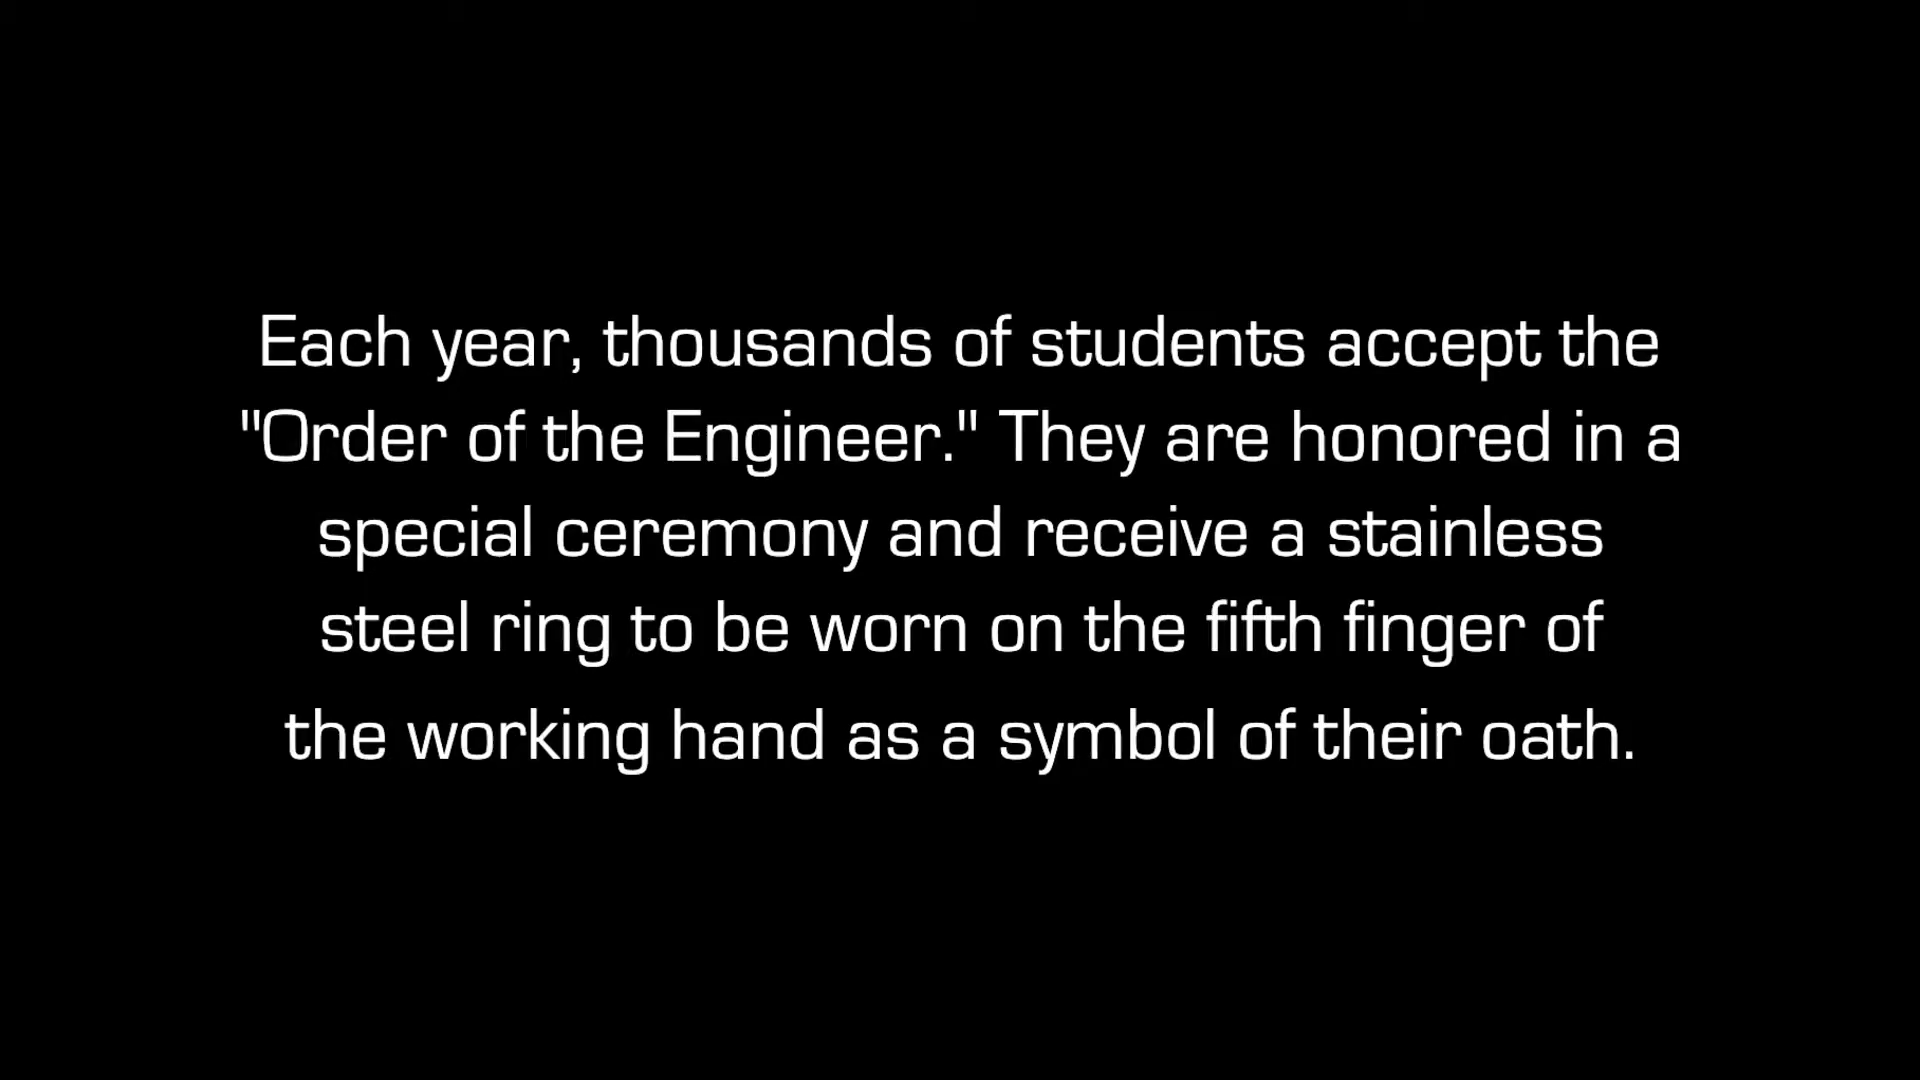 Each year, thousands of students accept the
"Order of the Engineer." They are honored in a
special ceremony and receive a stainless
steel ring to be worn on the fifth finger of
the working hand as a symbol of their oath.